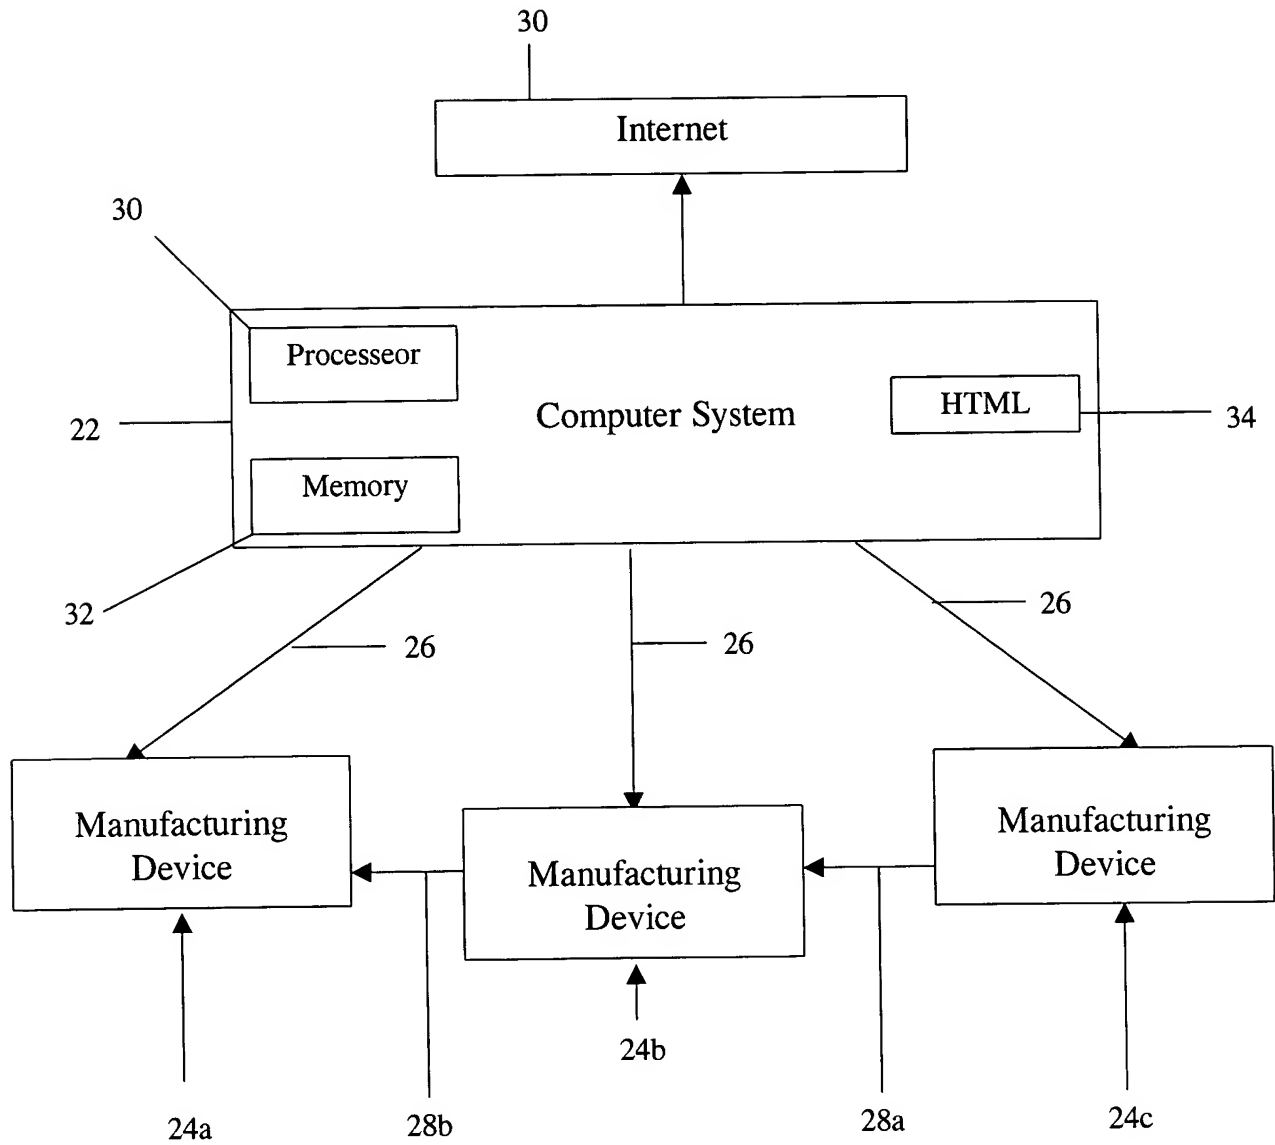 30
Internet
30
Processeor
HTML
Computer System
34
22
Memory
32
26
26
26
Manufacturing
Device
Manufacturing
Device
Manufacturing
Device
24b
24a
28b
28a
24c